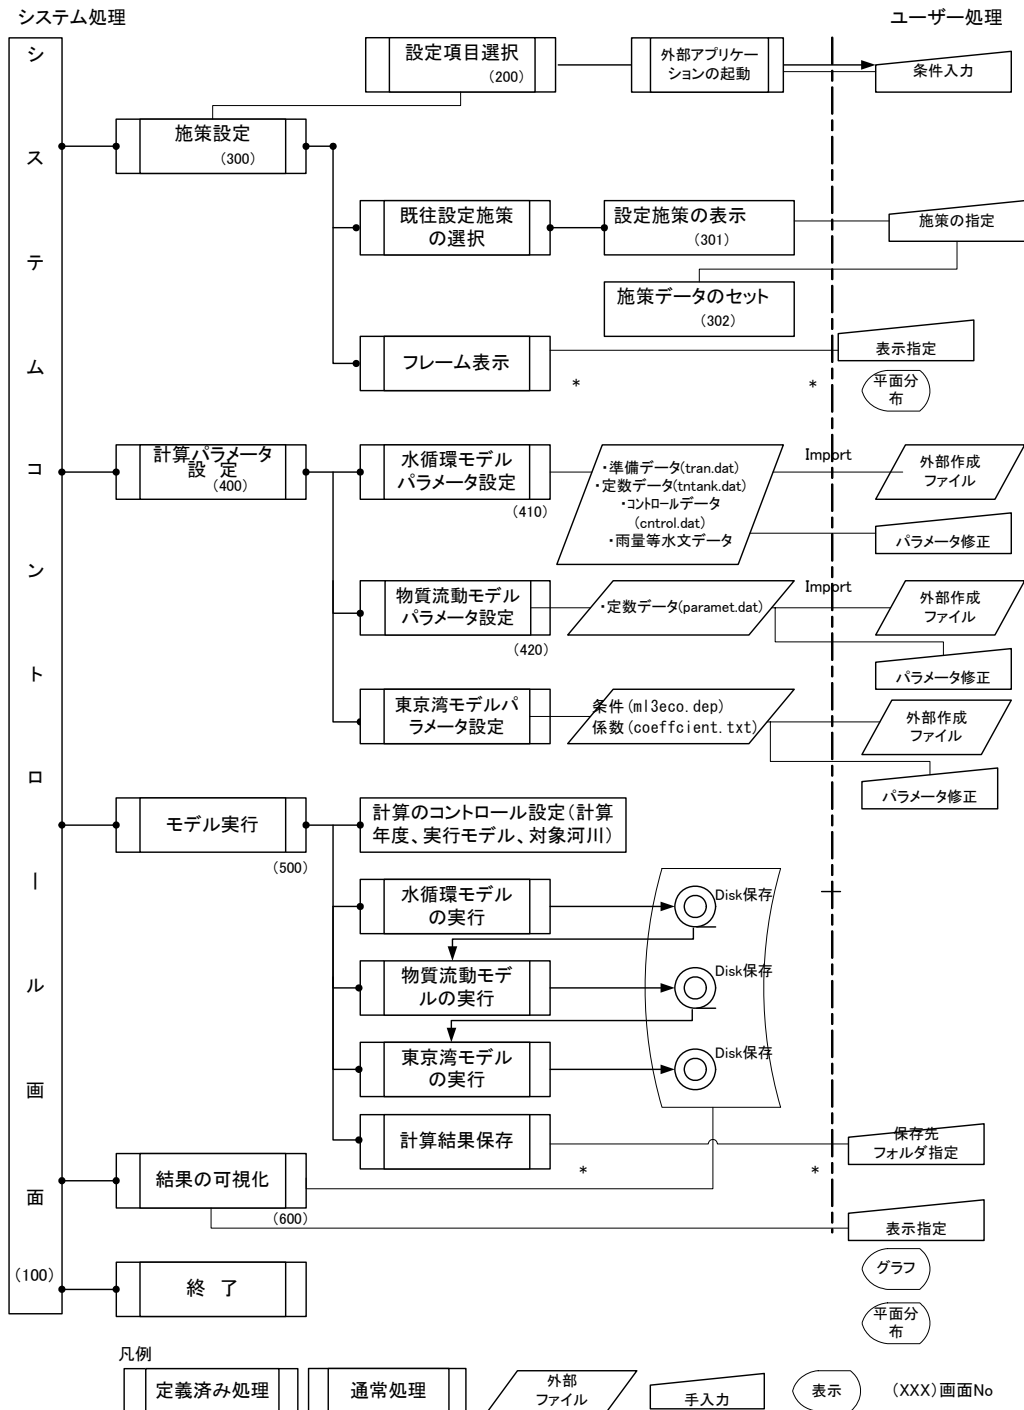 システム処理
ユーザー処理
システムコントロール画面
(100)
設定項目選択
(200)
外部アプリケー
ションの起動
条件入力
施策設定
(300)
既往設定施策
の選択
設定施策の表示
(301)
施策の指定
施策データのセット
(302)
フレーム表示
表示指定
*
*
平面分
布
計算パラメータ
設 定
(400)
水循環モデル
パラメータ設定
(410)
・準備データ(tran.dat)
・定数データ(tntank.dat)
・コントロールデータ
(cntrol.dat)
・雨量等水文データ
Import
外部作成
ファイル
パラメータ修正
物質流動モデル
パラメータ設定
(420)
・定数データ(paramet.dat)
Import
外部作成
ファイル
パラメータ修正
東京湾モデルパ
ラメータ設定
条件(ml3eco.dep)
係数(coeffcient.txt)
外部作成
ファイル
パラメータ修正
モデル実行
(500)
計算のコントロール設定(計算
年度、実行モデル、対象河川)
水循環モデル
の実行
Disk保存
物質流動モデ
ルの実行
Disk保存
東京湾モデル
の実行
Disk保存
計算結果保存
保存先
フォルダ指定
*
*
結果の可視化
(600)
表示指定
グラフ
平面分
布
終 了
凡例
定義済み処理
通常処理
外部
ファイル
手入力
表示
(XXX)画面No